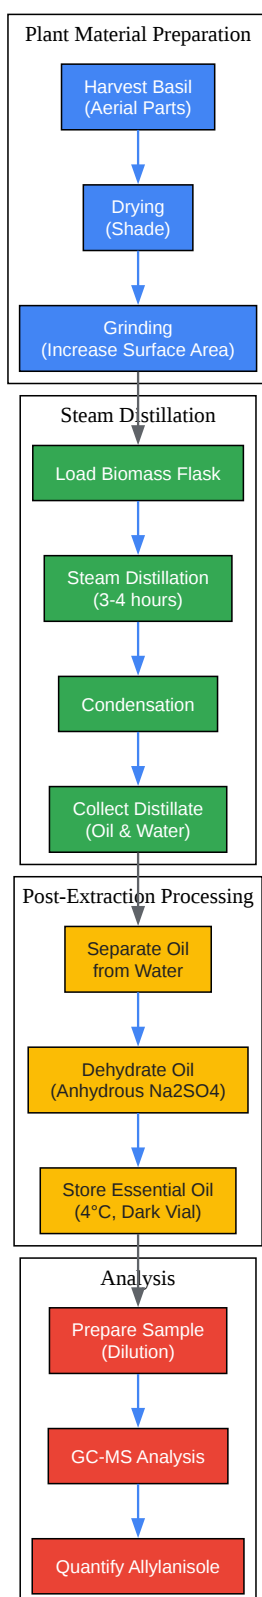 Plant Material Preparation
Harvest Basil
(Aerial Parts)
Drying
(Shade)
Grinding
(Increase Surface Area)
Steam Distillation
Load Biomass Flask
Steam Distillation
(3-4 hours)
Condensation
Collect Distillate
(Oil & Water)
Post-Extraction Processing
Separate Oil
from Water
Dehydrate Oil
(Anhydrous Na2SO4)
Store Essential Oil
(4°C, Dark Vial)
Analysis
Prepare Sample
(Dilution)
GC-MS Analysis
Quantify Allylanisole